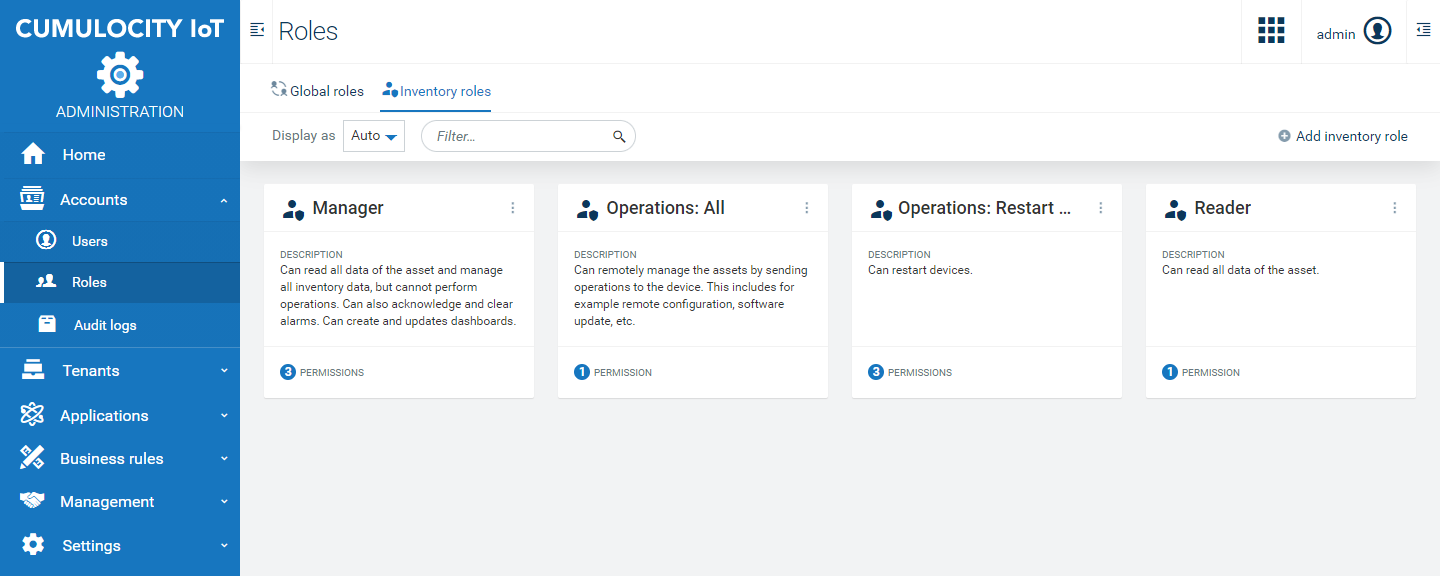 CUMULOCITY IoT
ADMINISTRATION
Home
Accounts
Users
Roles
Audit logs
Tenants
Applications
Business rules
Management
Settings
Roles
admin
Global roles
Inventory roles
Display as
Auto
Filter...
Add inventory role
Manager
DESCRIPTION
Can read all data of the asset and manage
all inventory data, but cannot perform
operations. Can also acknowledge and clear
alarms. Can create and updates dashboards.
3 PERMISSIONS
Operations: All
DESCRIPTION
Can remotely manage the assets by sending
operations to the device. This includes for
example remote configuration, software
update, etc.
1 PERMISSION
Operations: Restart ...
DESCRIPTION
Can restart devices.
3 PERMISSIONS
Reader
DESCRIPTION
Can read all data of the asset.
1 PERMISSION